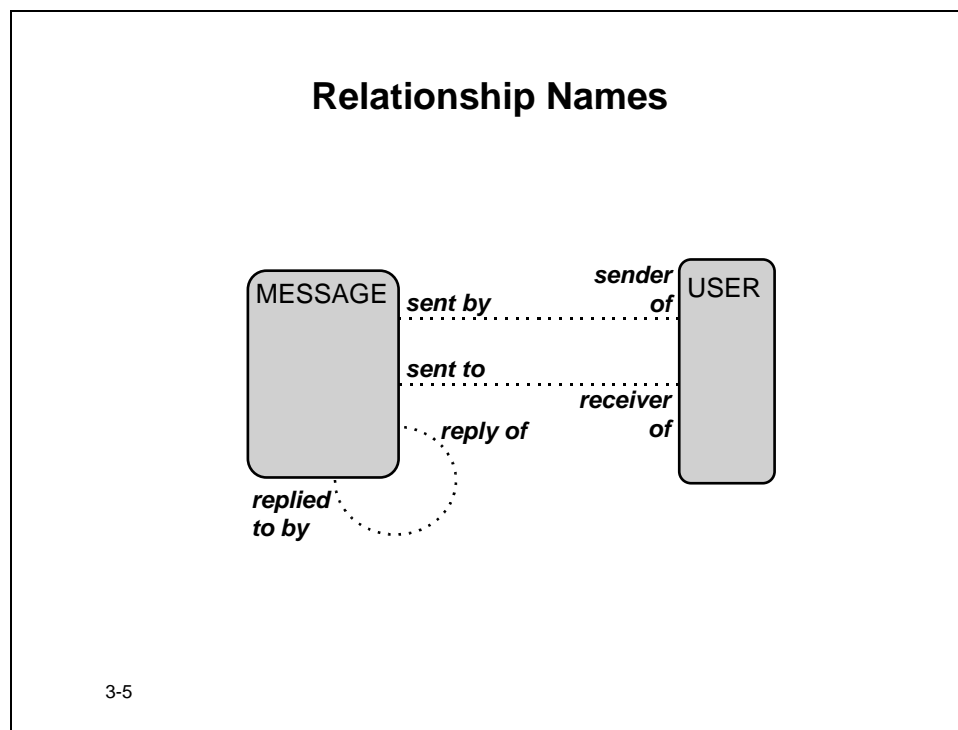 Relationship Names
MESSAGE
sent by
sender
of
USER
sent to
receiver
of
reply of
replied
to by
3-5